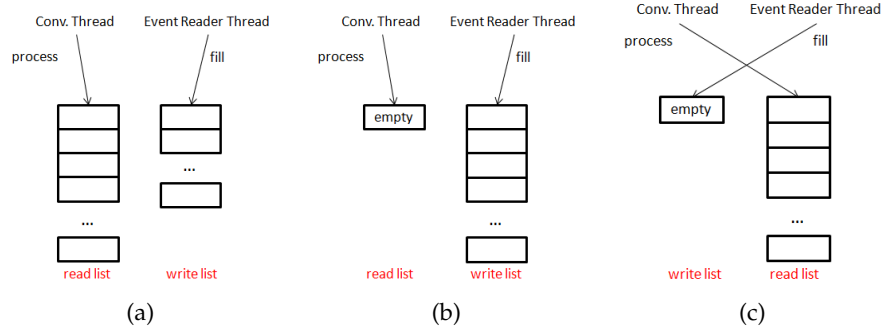 Conv. Thread Event Reader Thread
process
fill
...
...
read list write list
(a)
Conv. Thread Event Reader Thread
process
fill
empty
...
read list write list
(b)
Conv. Thread Event Reader Thread
process
fill
empty
...
write list read list
(c)